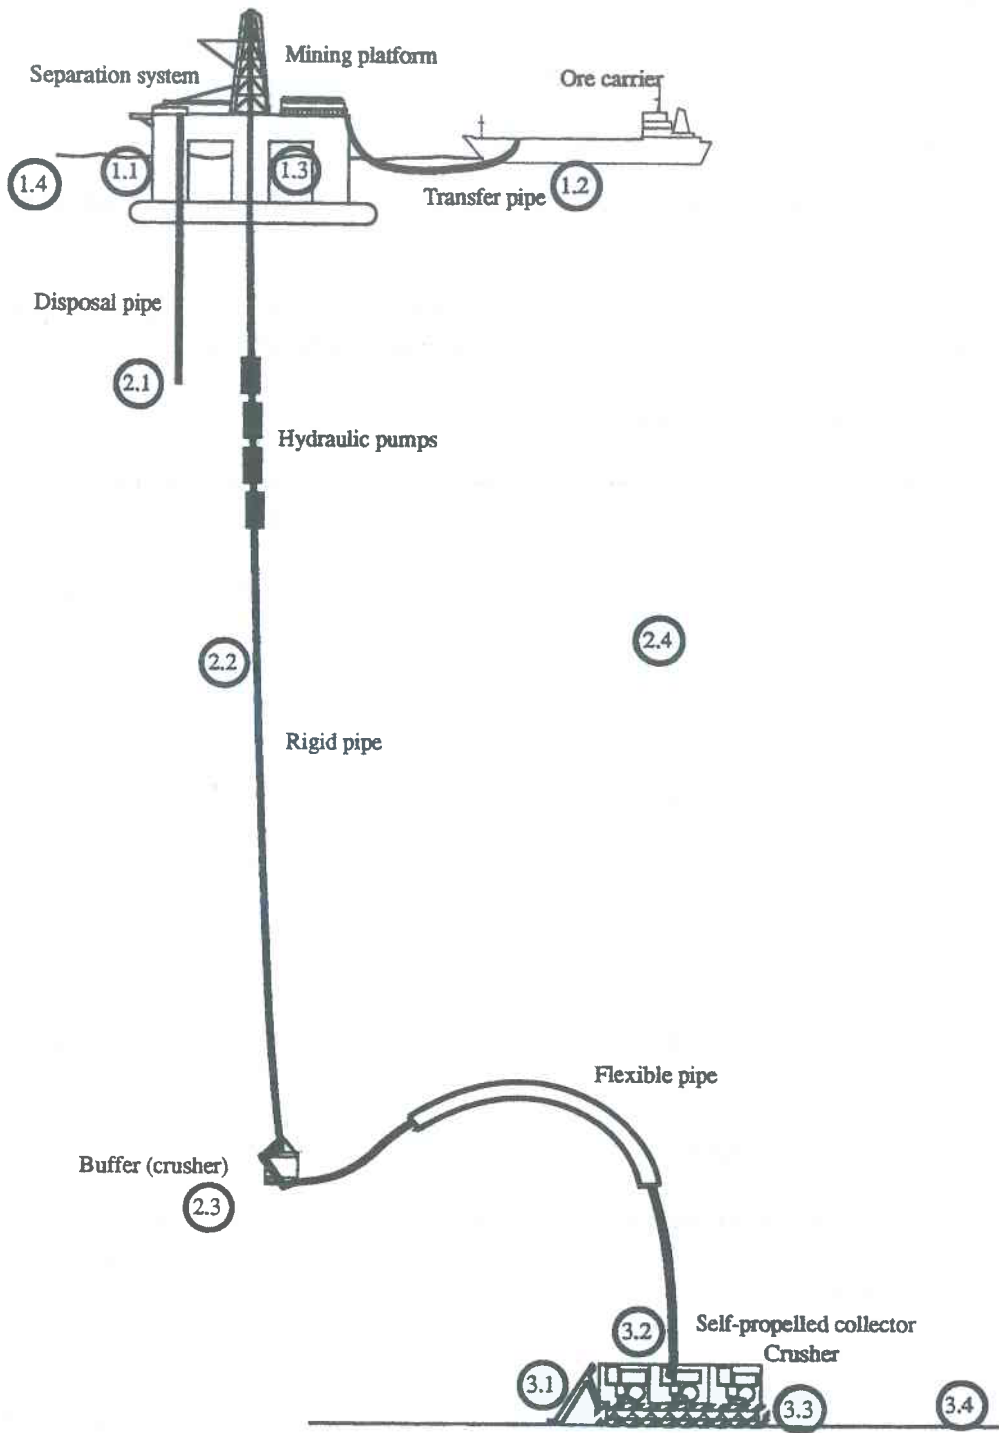 Mining platform
Separation system
Ore carrier
1.4
1.1
1.3
Transfer pipe
1.2
Disposal pipe
2.1
Hydraulic pumps
2.2
2.4
Rigid pipe
Flexible pipe
Buffer (crusher)
2.3
3.2
Self-propelled collector
Crusher
3.1
3.3
3.4